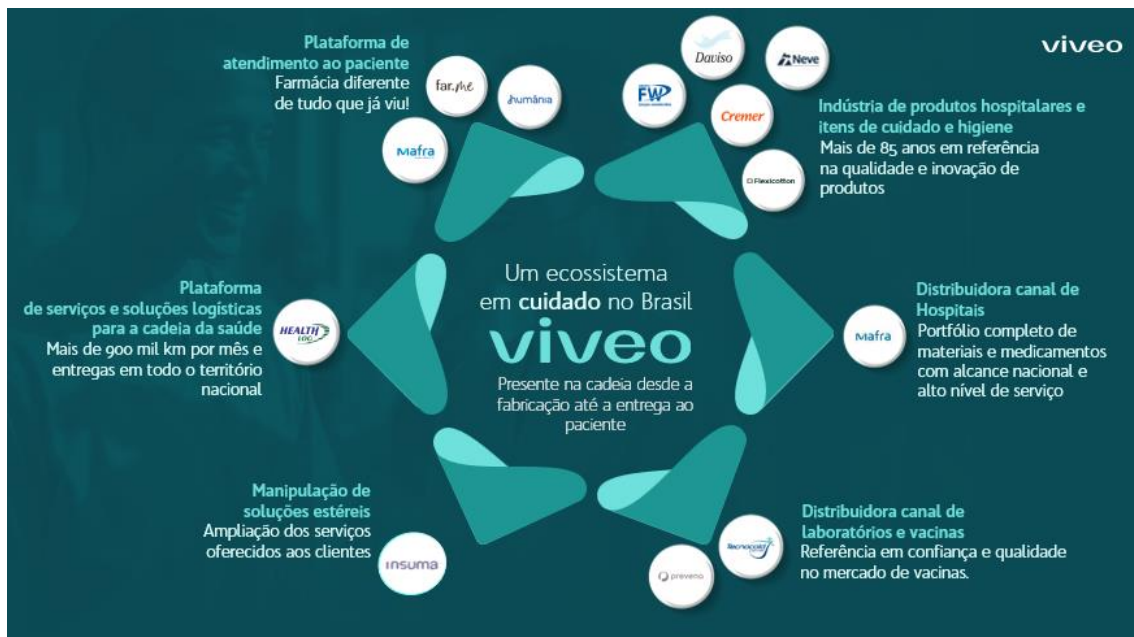 viveo
Plataforma de
atendimento ao paciente
Farmácia diferente
de tudo que já viu!
far.me
humânia
Mafra
Daviso
Neve
FW
Cremer
Flexicotton
Indústria de produtos hospitalares e
itens de cuidado e higiene
Mais de 85 anos em referência
na qualidade e inovação de
produtos
Um ecossistema
em cuidado no Brasil
viveo
Presente na cadeia desde a
fabricação até a entrega ao
paciente
Plataforma
de serviços e soluções logísticas
para a cadeia da saúde
Mais de 900 mil km por mês e
entregas em todo o território
nacional
HEALTH
LOG
Mafra
Distribuidora canal de
Hospitais
Portfólio completo de
materiais e medicamentos
com alcance nacional e
alto nível de serviço
Manipulação de
soluções estéreis
Ampliação dos serviços
oferecidos aos clientes
insuma
Tecnocold
preveno
Distribuidora canal de
laboratórios e vacinas
Referência em confiança e qualidade
no mercado de vacinas.